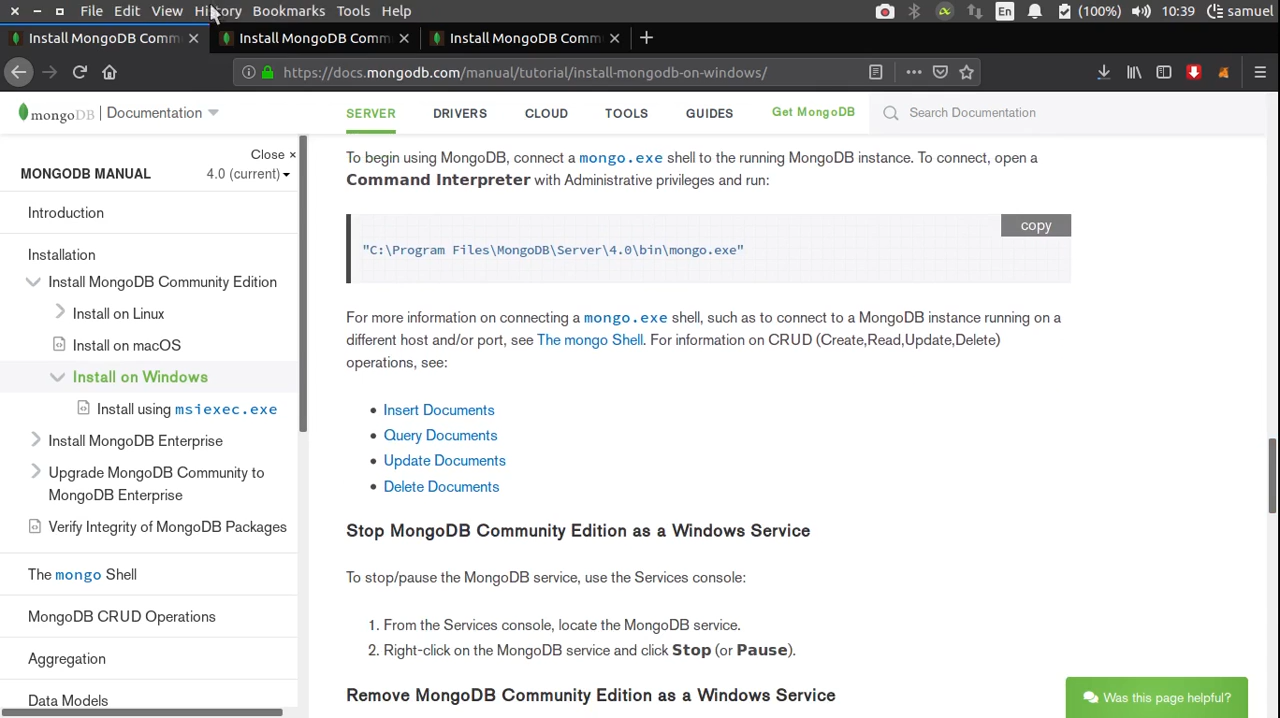 File Edit View History Bookmarks Tools Help En (100%) 10:39 samuel
Install MongoDB Comm Install MongoDB Comm Install MongoDB Comm
https://docs.mongodb.com/manual/tutorial/install-mongodb-on-windows/
mongoDB | Documentation SERVER DRIVERS CLOUD TOOLS GUIDES Get MongoDB Search Documentation
Close ×
MONGODB MANUAL 4.0 (current)
Introduction
Installation
Install MongoDB Community Edition
Install on Linux
Install on macOS
Install on Windows
Install using msiexec.exe
Install MongoDB Enterprise
Upgrade MongoDB Community to
MongoDB Enterprise
Verify Integrity of MongoDB Packages
The mongo Shell
MongoDB CRUD Operations
Aggregation
Data Models
To begin using MongoDB, connect a mongo.exe shell to the running MongoDB instance. To connect, open a
Command Interpreter with Administrative privileges and run:
copy
"C:\Program Files\MongoDB\Server\4.0\bin\mongo.exe"
For more information on connecting a mongo.exe shell, such as to connect to a MongoDB instance running on a
different host and/or port, see The mongo Shell. For information on CRUD (Create,Read,Update,Delete)
operations, see:
• Insert Documents
• Query Documents
• Update Documents
• Delete Documents
Stop MongoDB Community Edition as a Windows Service
To stop/pause the MongoDB service, use the Services console:
1. From the Services console, locate the MongoDB service.
2. Right-click on the MongoDB service and click Stop (or Pause).
Remove MongoDB Community Edition as a Windows Service
Was this page helpful?